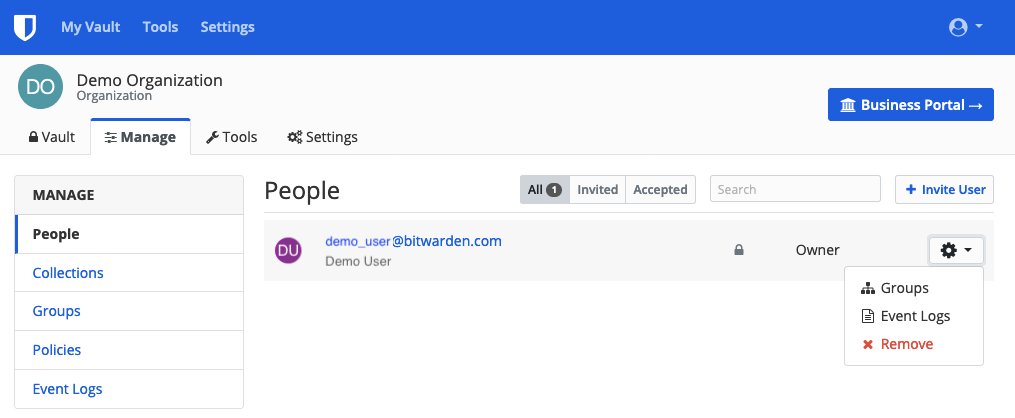 My Vault Tools Settings
DO
Demo Organization
Organization
Business Portal →
Vault Manage Tools Settings
MANAGE
People
Collections
Groups
Policies
Event Logs
People
All 1 Invited Accepted
Search
+ Invite User
DU
demo_user@bitwarden.com
Demo User
Owner
Groups
Event Logs
Remove